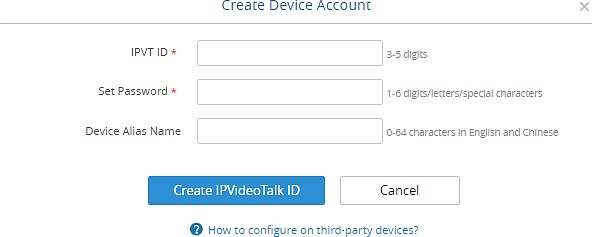 Create Device Account
IPVT ID * 3-5 digits
Set Password * 1-6 digits/letters/special characters
Device Alias Name 0-64 characters in English and Chinese
Create IPVideoTalk ID Cancel
? How to configure on third-party devices?